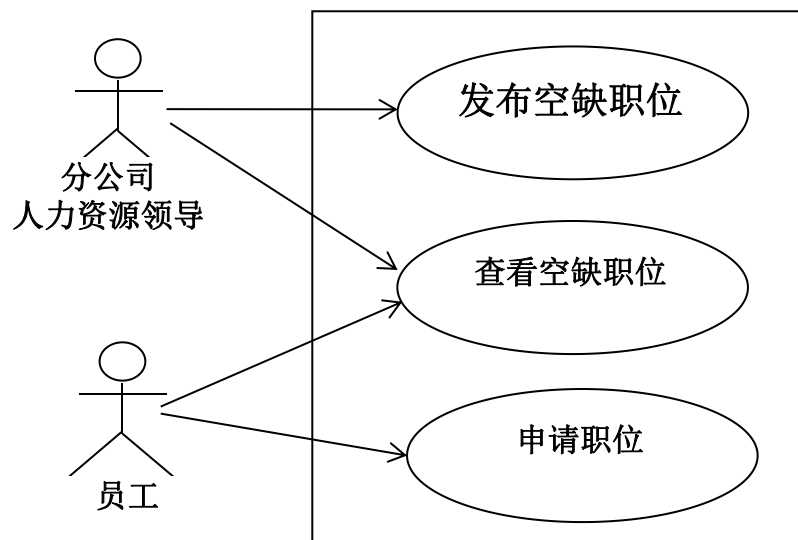 发布空缺职位
分公司
人力资源领导
查看空缺职位
申请职位
员工